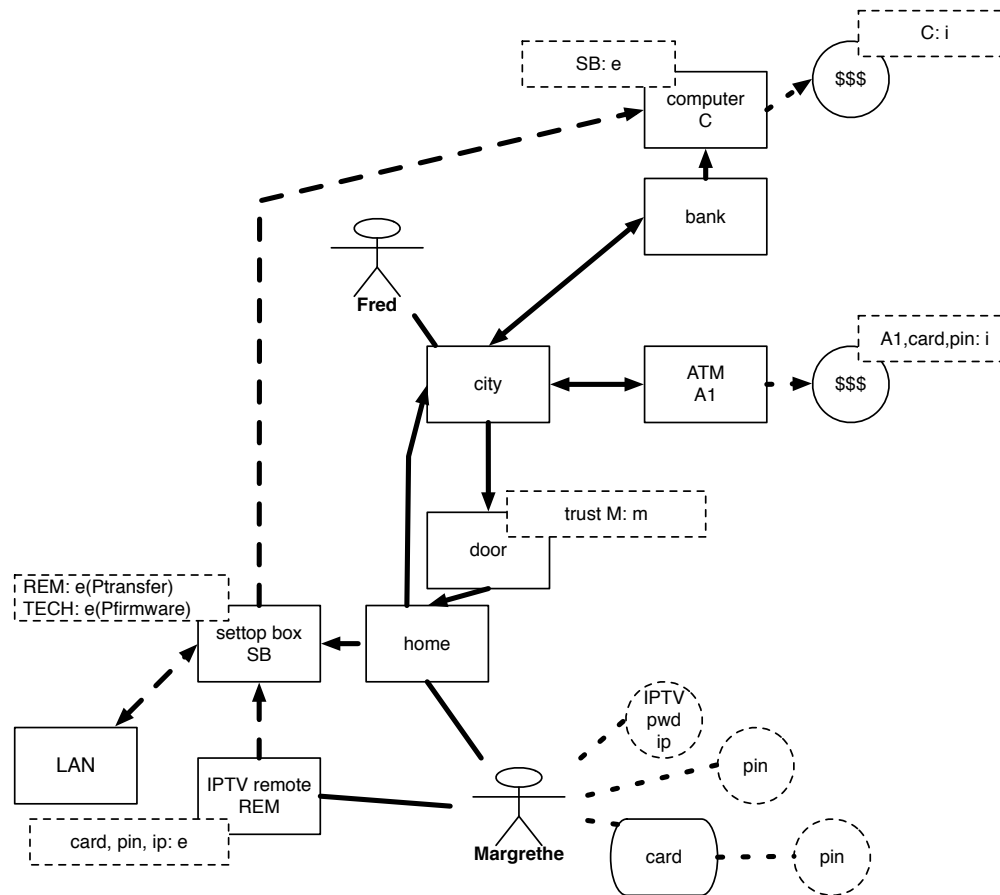 C: i
SB: e
$$$
computer
C
bank
Fred
A1,card,pin: i
city
ATM
A1
$$$
trust M: m
door
REM: e(Ptransfer)
TECH: e(Pfirmware)
settop box
SB
home
IPTV
pwd
ip
LAN
IPTV remote
REM
pin
card, pin, ip: e
Margrethe
card
pin